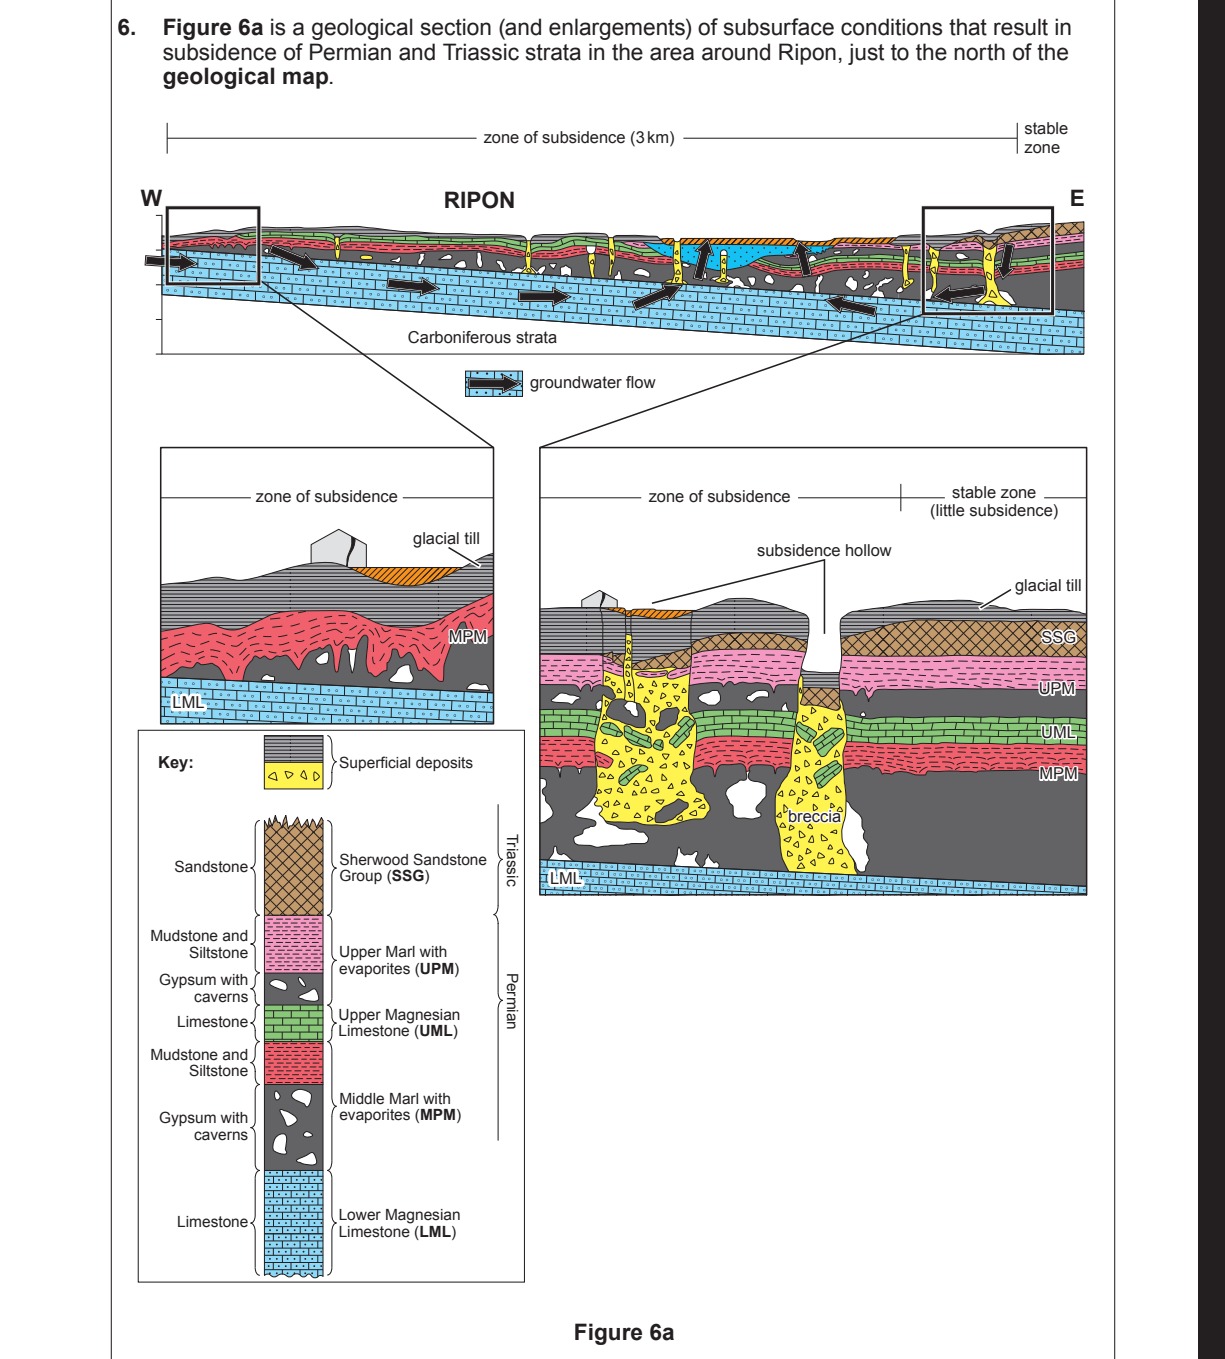 6. Figure 6a is a geological section (and enlargements) of subsurface conditions that result in
subsidence of Permian and Triassic strata in the area around Ripon, just to the north of the
geological map.
zone of subsidence (3 km)
stable
zone
W
RIPON
E
Carboniferous strata
groundwater flow
zone of subsidence
glacial till
MPM
LML
zone of subsidence
stable zone
(little subsidence)
subsidence hollow
glacial till
SSG
UPM
UML
MPM
breccia
LML
Key:
Superficial deposits
Sandstone
Sherwood Sandstone
Group (SSG)
Triassic
Mudstone and
Siltstone
Upper Marl with
evaporites (UPM)
Gypsum with
caverns
Permian
Limestone
Upper Magnesian
Limestone (UML)
Mudstone and
Siltstone
Middle Marl with
evaporites (MPM)
Gypsum with
caverns
Limestone
Lower Magnesian
Limestone (LML)
Figure 6a